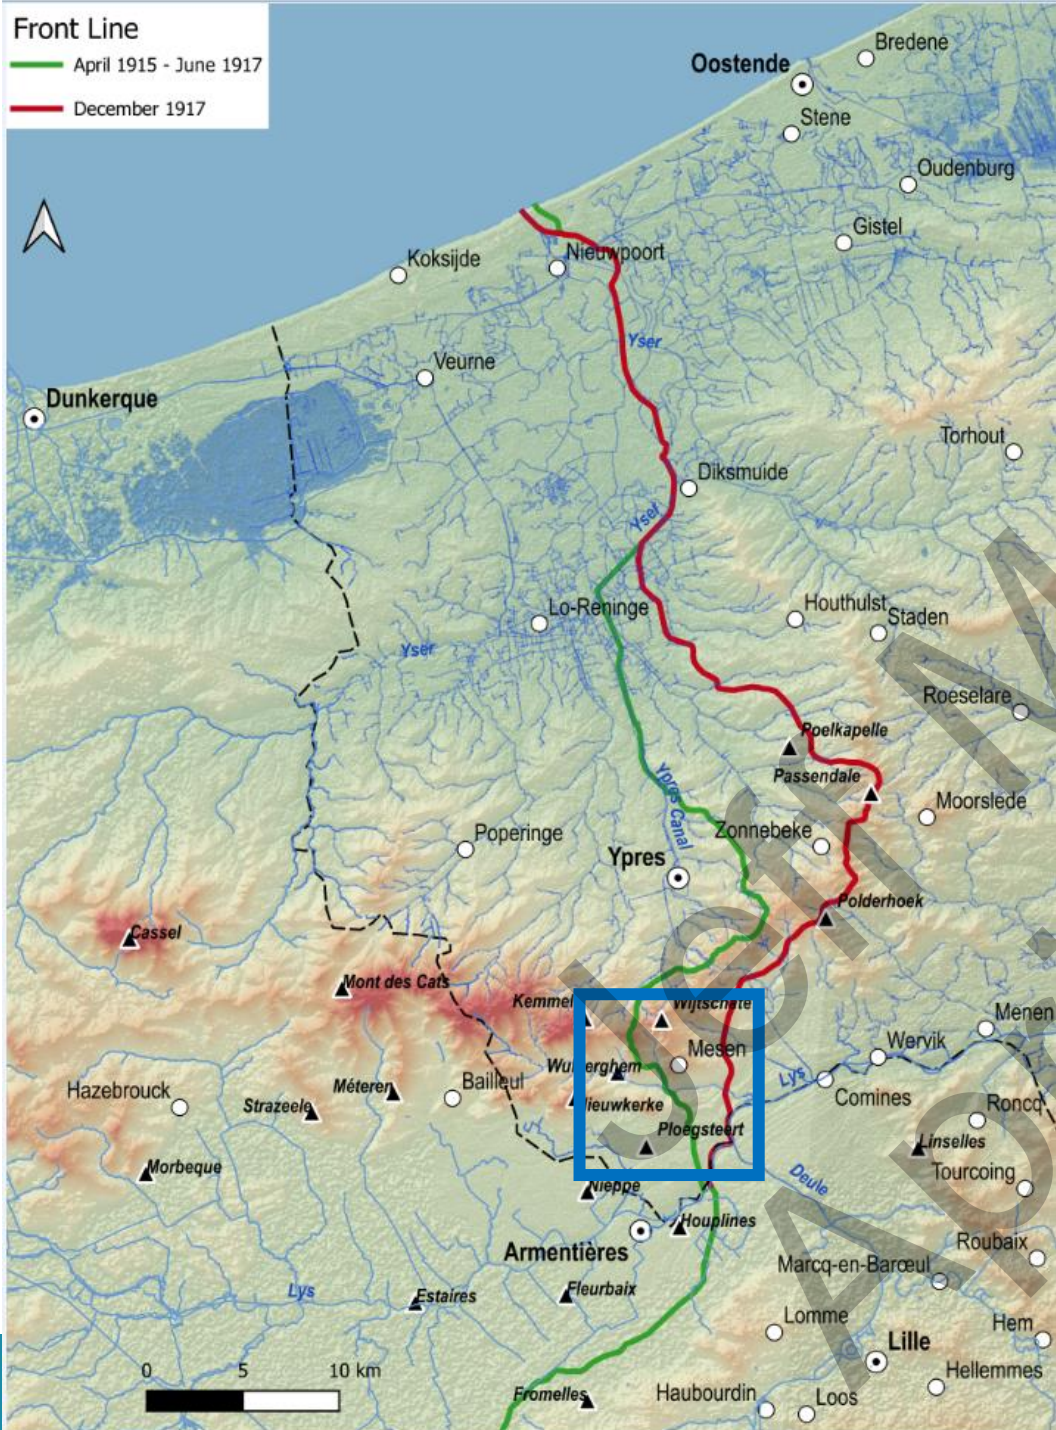 Front Line
April 1915 - June 1917
December 1917
Bredene
Oostende
Stene
Oudenburg
Gistel
Nieuwpoort
Koksijde
Yser
Veurne
Dunkerque
Torhout
Diksmuide
Yser
Lo-Reninge
Houthulst
Staden
Yser
Roeselare
Poelkapelle
Passendale
Ypres Canal
Moorslede
Zonnebeke
Poperinge
Ypres
Polderhoek
Cassel
Mont des Cats
Kemmel
Wijtschate
Menen
Mesen
Wervik
Wulverghem
Lys
Bailleul
Méteren
Hazebrouck
Comines
Strazeele
Nieuwkerke
Roncq
Ploegsteert
Linselles
Morbeque
Deule
Tourcoing
Nieppe
Houplines
Armentières
Roubaix
Marcq-en-Barœul
Lys
Estaires
Fleurbaix
Lomme
Hem
Lille
0 5 10 km
Hellemmes
Fromelles
Haubourdin
Loos